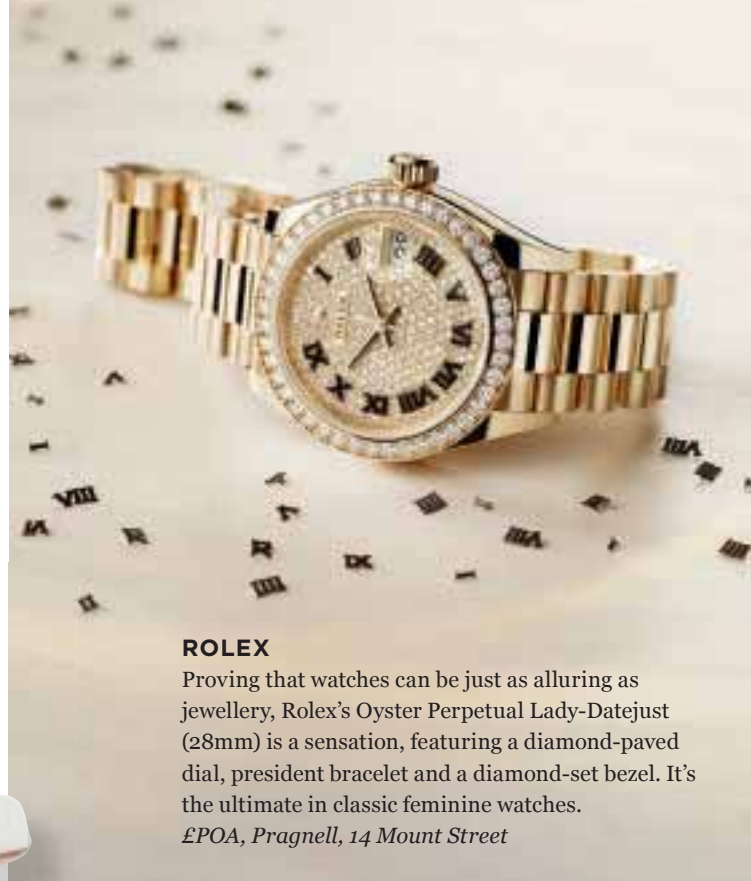 ROLEX
ROLEX
Proving that watches can be just as alluring as
jewellery, Rolex's Oyster Perpetual Lady-Datejust
(28mm) is a sensation, featuring a diamond-paved
dial, president bracelet and a diamond-set bezel. It's
the ultimate in classic feminine watches.
£POA, Pragnell, 14 Mount Street